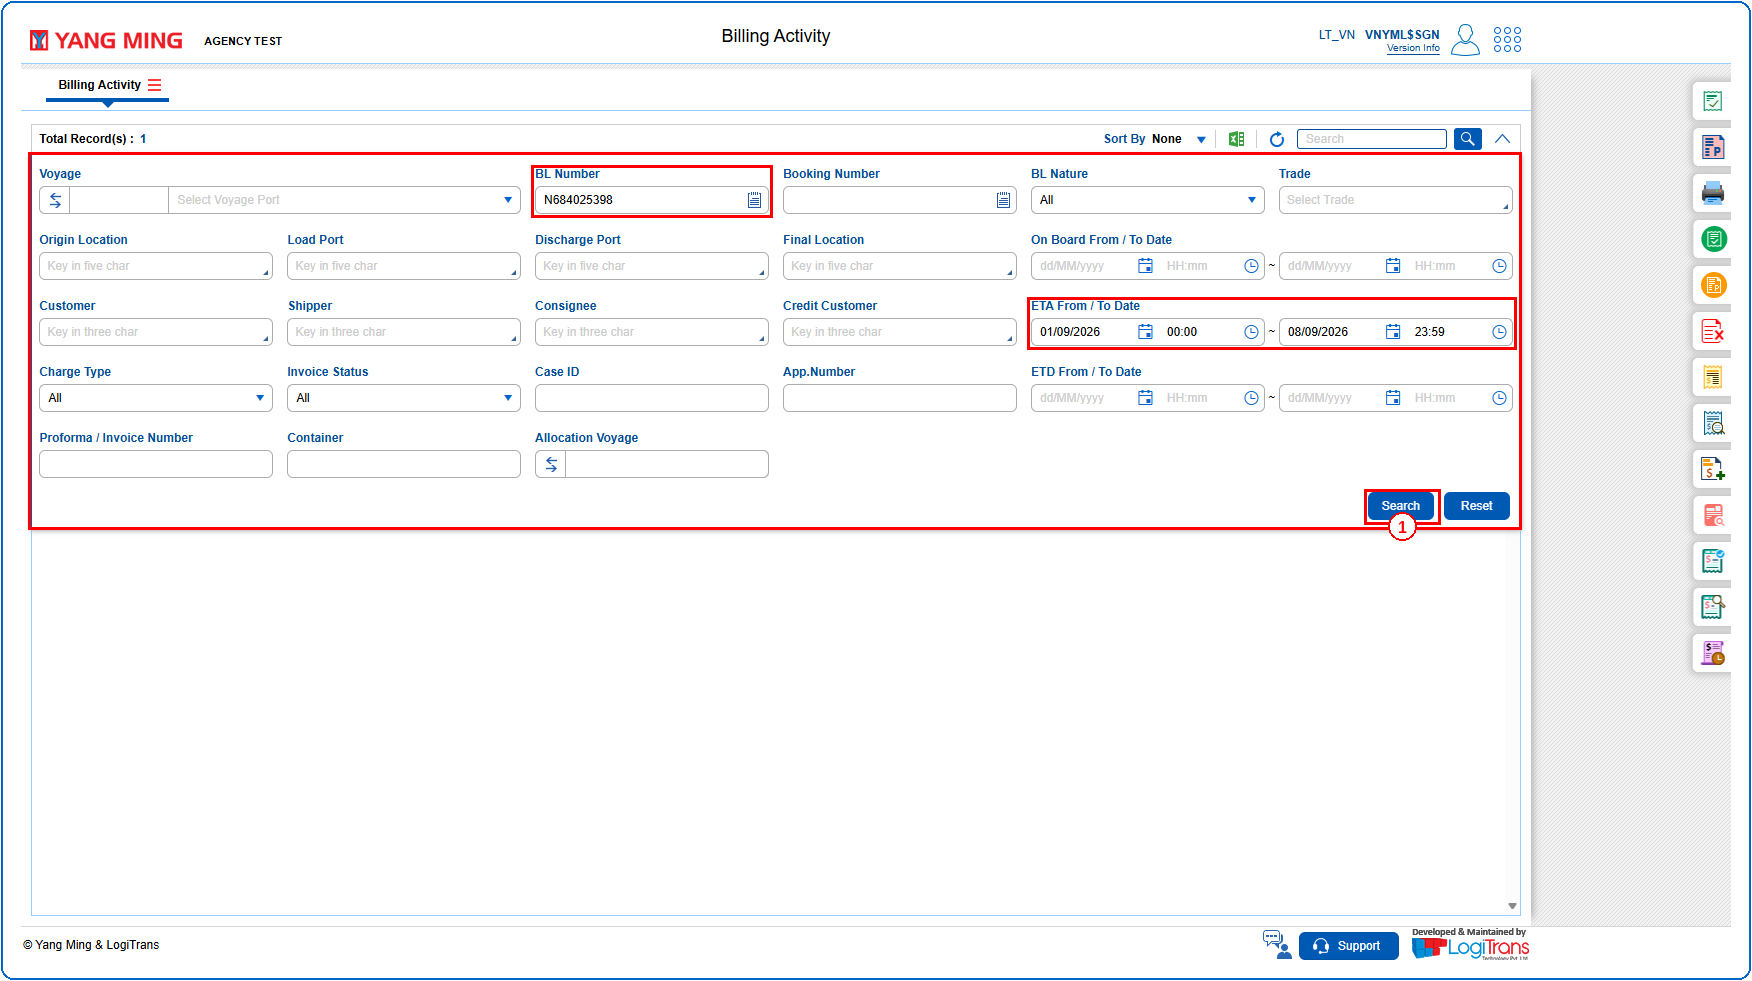 YANG MING AGENCY TEST
Billing Activity
LT_VN VNYML$SGN
Version Info
Billing Activity
Total Record(s) : 1
Sort By None
Search
Voyage BL Number Booking Number BL Nature Trade
Select Voyage Port N684025398 All Select Trade
Origin Location Load Port Discharge Port Final Location On Board From / To Date
Key in five char Key in five char Key in five char Key in five char dd/MM/yyyy HH:mm ~ dd/MM/yyyy HH:mm
Customer Shipper Consignee Credit Customer ETA From / To Date
Key in three char Key in three char Key in three char Key in three char 01/09/2026 00:00 ~ 08/09/2026 23:59
Charge Type Invoice Status Case ID App.Number ETD From / To Date
All All dd/MM/yyyy HH:mm ~ dd/MM/yyyy HH:mm
Proforma / Invoice Number Container Allocation Voyage
Search Reset
1
© Yang Ming & LogiTrans
Support
Developed & Maintained by
LogiTrans
Technology Pvt. Ltd.